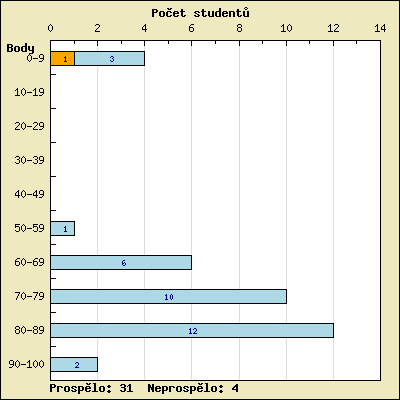 Počet studentů
0 2 4 6 8 10 12 14
Body
0-9 1 3
10-19
20-29
30-39
40-49
50-59 1
60-69 6
70-79 10
80-89 12
90-100 2
Prospělo: 31 Neprospělo: 4